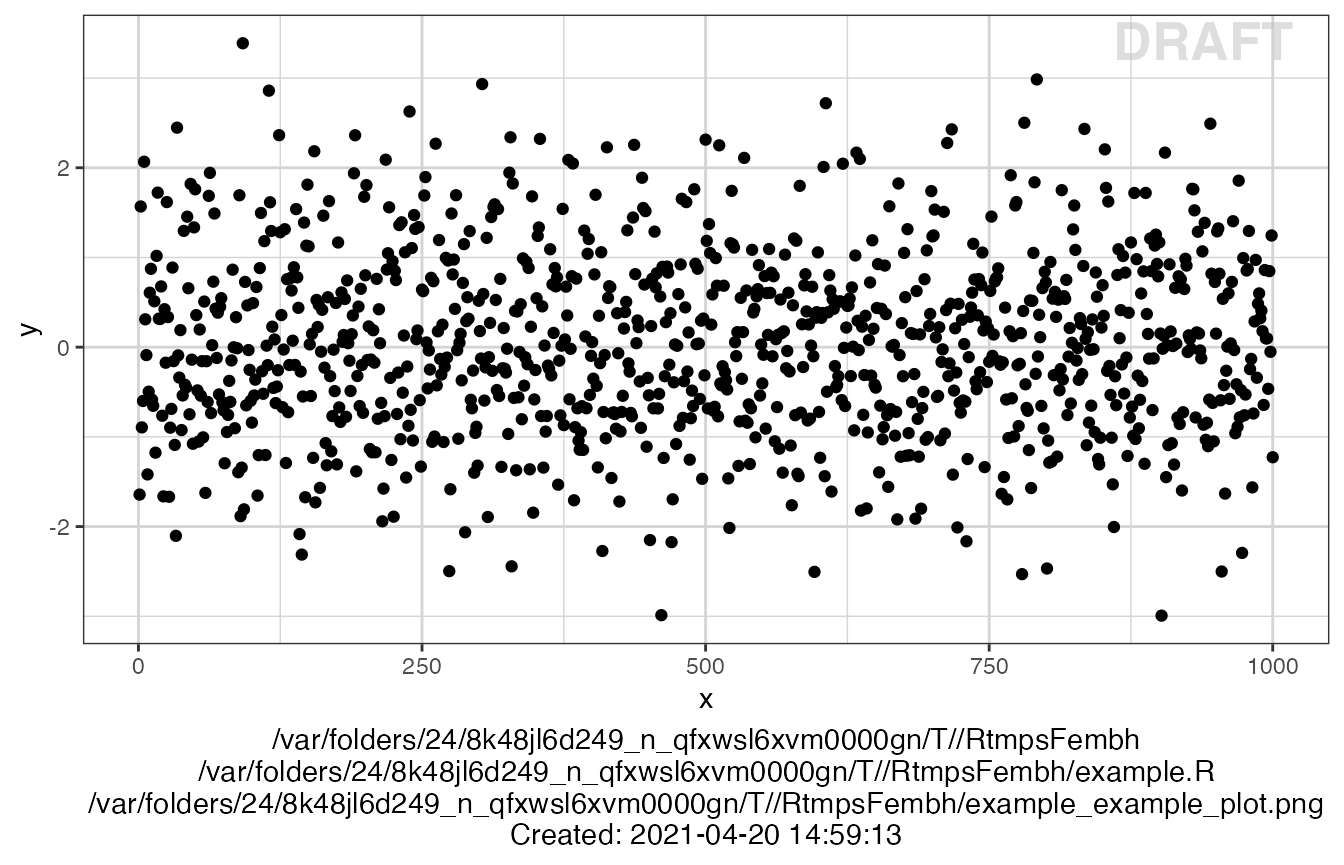 DRAFT
2
0
-2
y
0 250 500 750 1000
x
/var/folders/24/8k48jl6d249_n_qfxwsl6xvm0000gn/T//RtmpsFembh
/var/folders/24/8k48jl6d249_n_qfxwsl6xvm0000gn/T//RtmpsFembh/example.R
/var/folders/24/8k48jl6d249_n_qfxwsl6xvm0000gn/T//RtmpsFembh/example_example_plot.png
Created: 2021-04-20 14:59:13